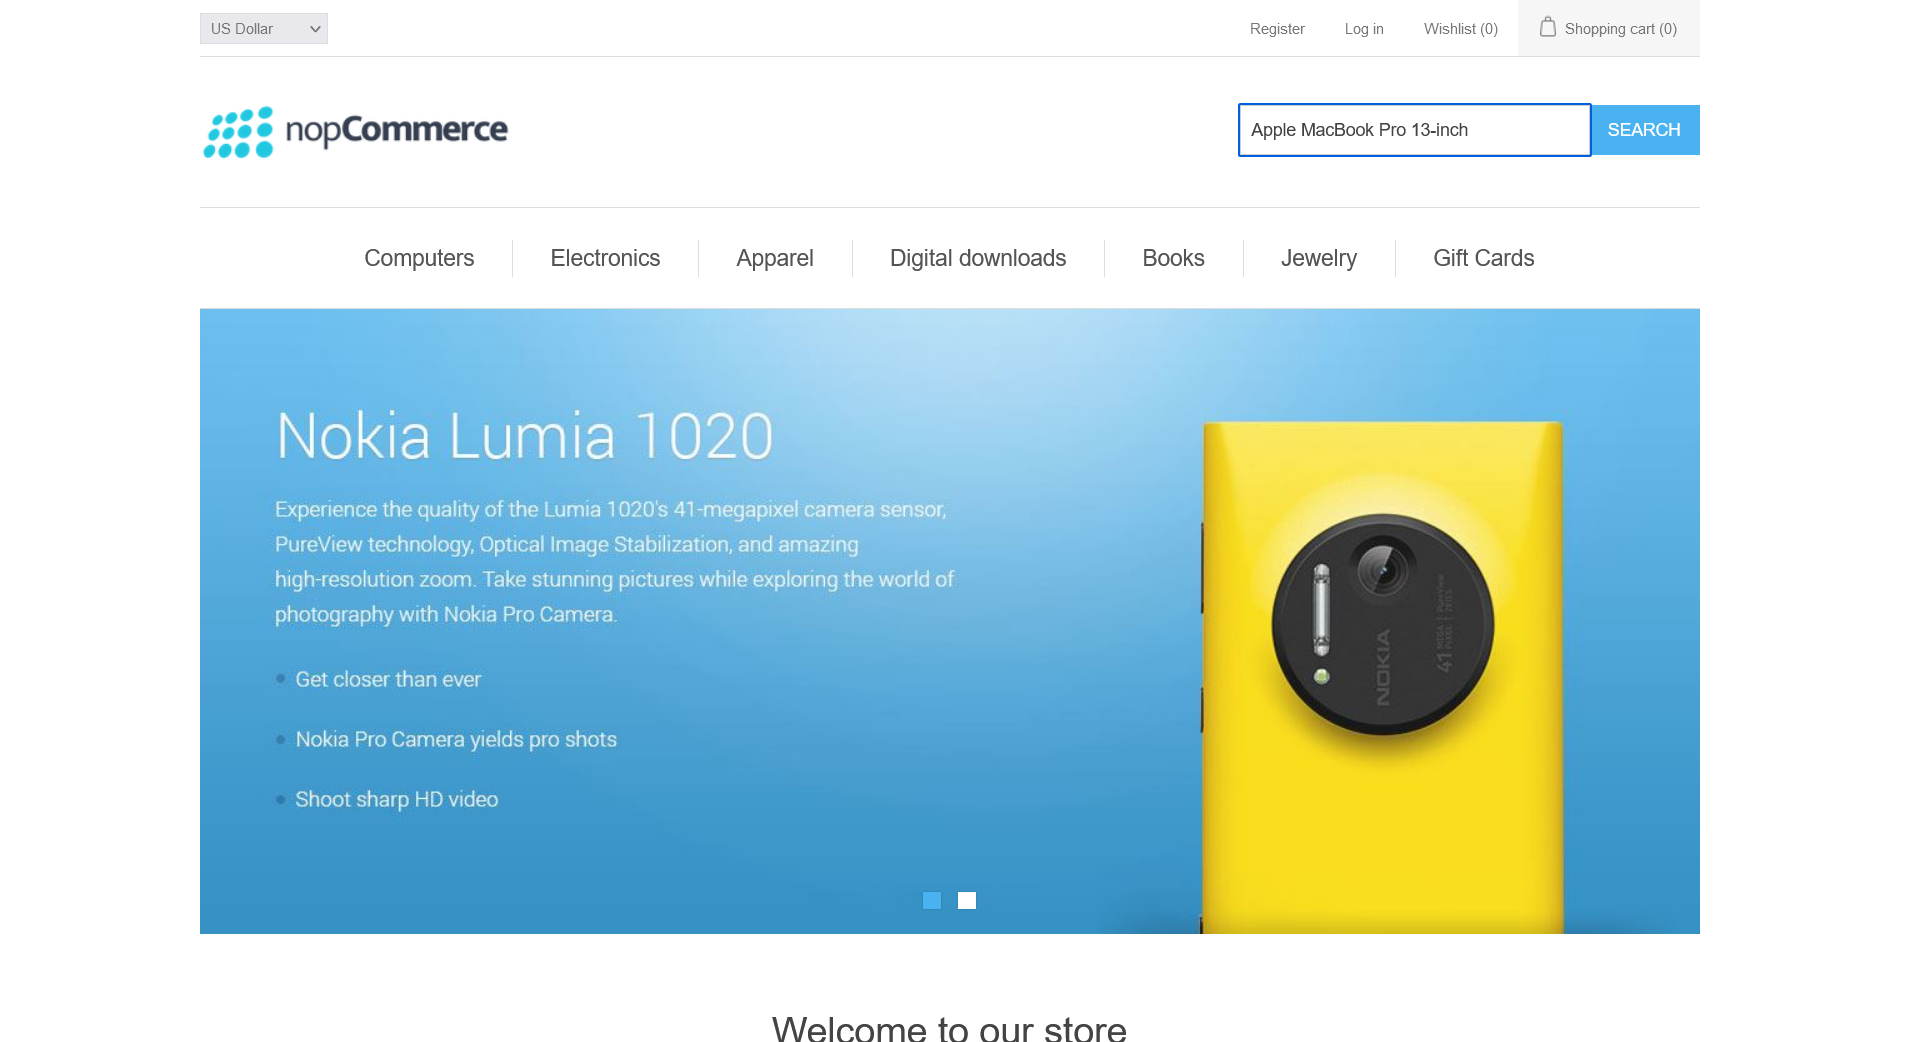 US Dollar
Register
Log in
Wishlist (0)
Shopping cart (0)
nopCommerce
Apple MacBook Pro 13-inch
SEARCH
Computers
Electronics
Apparel
Digital downloads
Books
Jewelry
Gift Cards
Nokia Lumia 1020
Experience the quality of the Lumia 1020's 41-megapixel camera sensor,
PureView technology, Optical Image Stabilization, and amazing
high-resolution zoom. Take stunning pictures while exploring the world of
photography with Nokia Pro Camera.
Get closer than ever
Nokia Pro Camera yields pro shots
Shoot sharp HD video
NOKIA
41 MEGA PIXEL
PureView
ZEISS
Welcome to our store